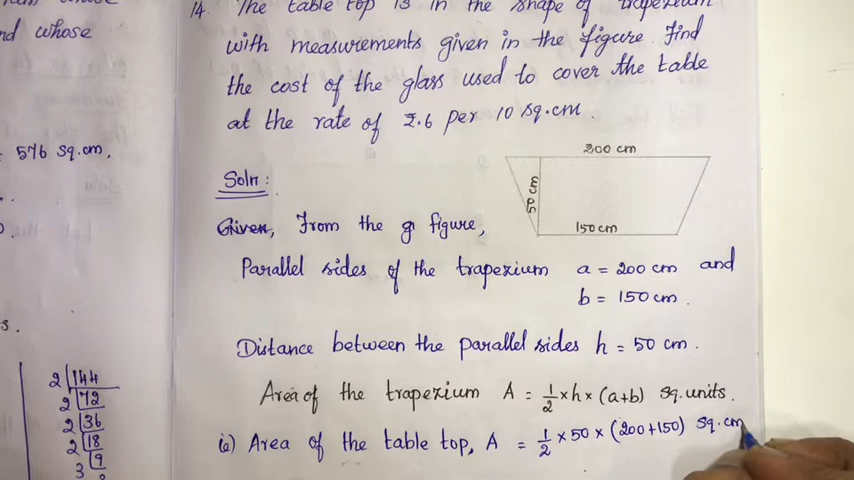 nd whose
576 sq.cm,
14. The table top is in the shape of trapezium
with measurements given in the figure. Find
the cost of the glass used to cover the table
at the rate of ₹.6 per 10 sq.cm.
200 cm
50 cm
150cm
Soln:
Given, From the gi figure,
Parallel sides of the trapezium a = 200 cm and
b = 150 cm.
Distance between the parallel sides h = 50 cm.
Area of the trapezium A = 1/2 × h × (a+b) sq.units.
(ie) Area of the table top, A = 1/2 × 50 × (200+150) sq.cm
s.
2 144
2 72
2 36
2 18
3 9